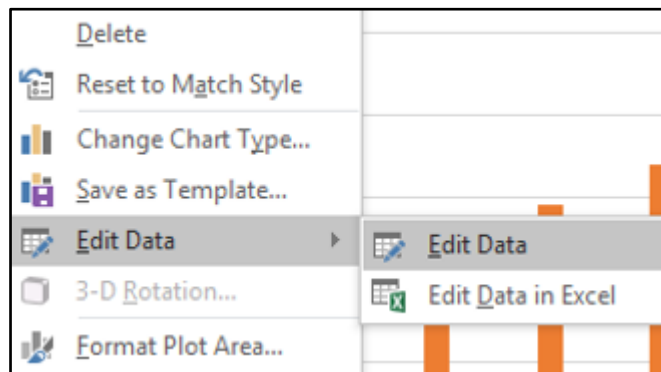 Delete
Reset to Match Style
Change Chart Type...
Save as Template...
Edit Data
Edit Data
3-D Rotation...
Edit Data in Excel
Format Plot Area...